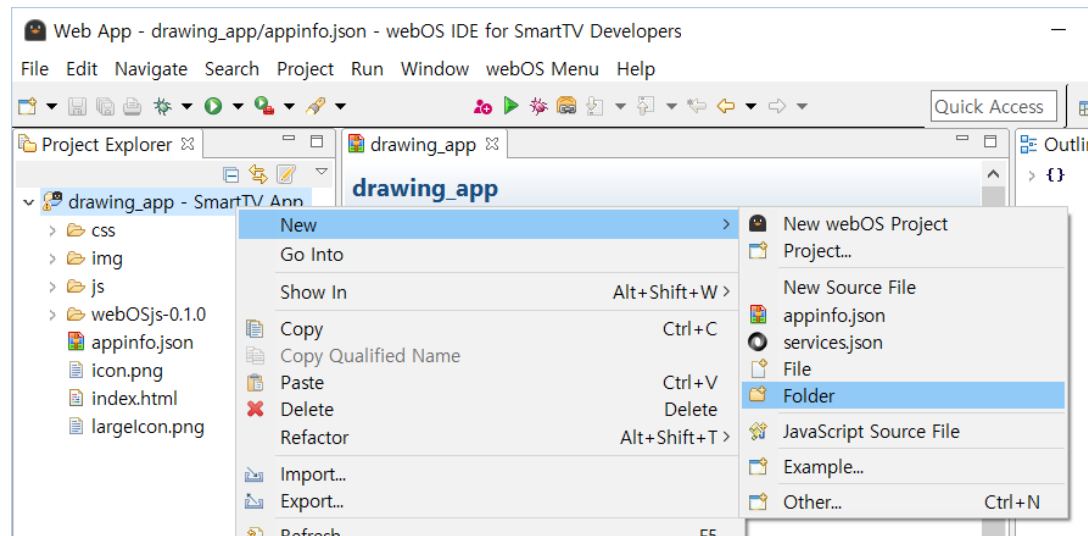 Web App - drawing_app/appinfo.json - webOS IDE for SmartTV Developers
File Edit Navigate Search Project Run Window webOS Menu Help
Quick Access
Project Explorer
drawing_app
Outlin
drawing_app
{}
drawing_app - SmartTV App
css
img
js
webOSjs-0.1.0
appinfo.json
icon.png
index.html
largeIcon.png
New
Go Into
Show In Alt+Shift+W
Copy Ctrl+C
Copy Qualified Name
Paste Ctrl+V
Delete Delete
Refactor Alt+Shift+T
Import...
Export...
Refresh F5
New webOS Project
Project...
New Source File
appinfo.json
services.json
File
Folder
JavaScript Source File
Example...
Other... Ctrl+N